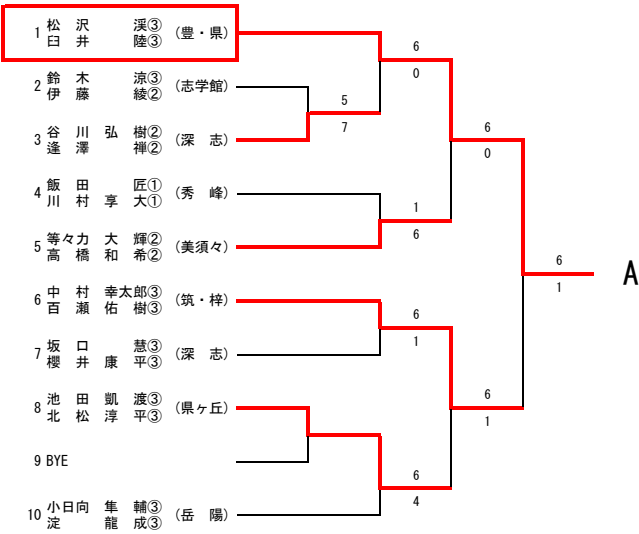 1 松 沢 渓③ (豊・県)
臼 井 陸③
2 鈴 木 涼③ (志学館)
伊 藤 綾②
3 谷 川 弘 樹② (深 志)
逢 澤 禅②
4 飯 田 匠① (秀 峰)
川 村 享 大①
5 等々力 大 輝② (美須々)
高 橋 和 希②
6 中 村 幸太郎③ (筑・梓)
百 瀬 佑 樹③
7 坂 口 慧③ (深 志)
櫻 井 康 平③
8 池 田 凱 渡③ (県ヶ丘)
北 松 淳 平③
9 BYE
10 小日向 隼 輔③ (岳 陽)
淀 龍 成③
5
7
6
0
1
6
6
1
6
4
6
0
6
1
6
1
A